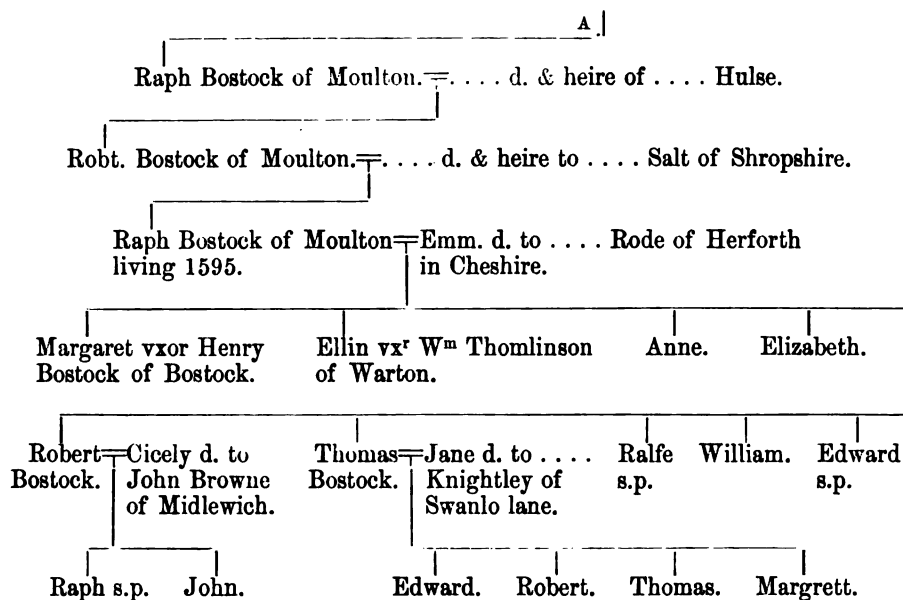 A
Raph Bostock of Moulton. = . . . . d. & heire of . . . . Hulse.
Robt. Bostock of Moulton. = . . . . d. & heire to . . . . Salt of Shropshire.
Raph Bostock of Moulton = Emm. d. to . . . . Rode of Herforth
living 1595. in Cheshire.
Margaret vxor Henry Ellin vxʳ Wᵐ Thomlinson Anne. Elizabeth.
Bostock of Bostock. of Warton.
Robert = Cicely d. to Thomas = Jane d. to . . . . Ralfe William. Edward
Bostock. John Browne Bostock. Knightley of s.p. s.p.
of Midlewich. Swanlo lane.
Raph s.p. John. Edward. Robert. Thomas. Margrett.